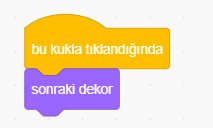 bu kukla tıklandığında
sonraki dekor